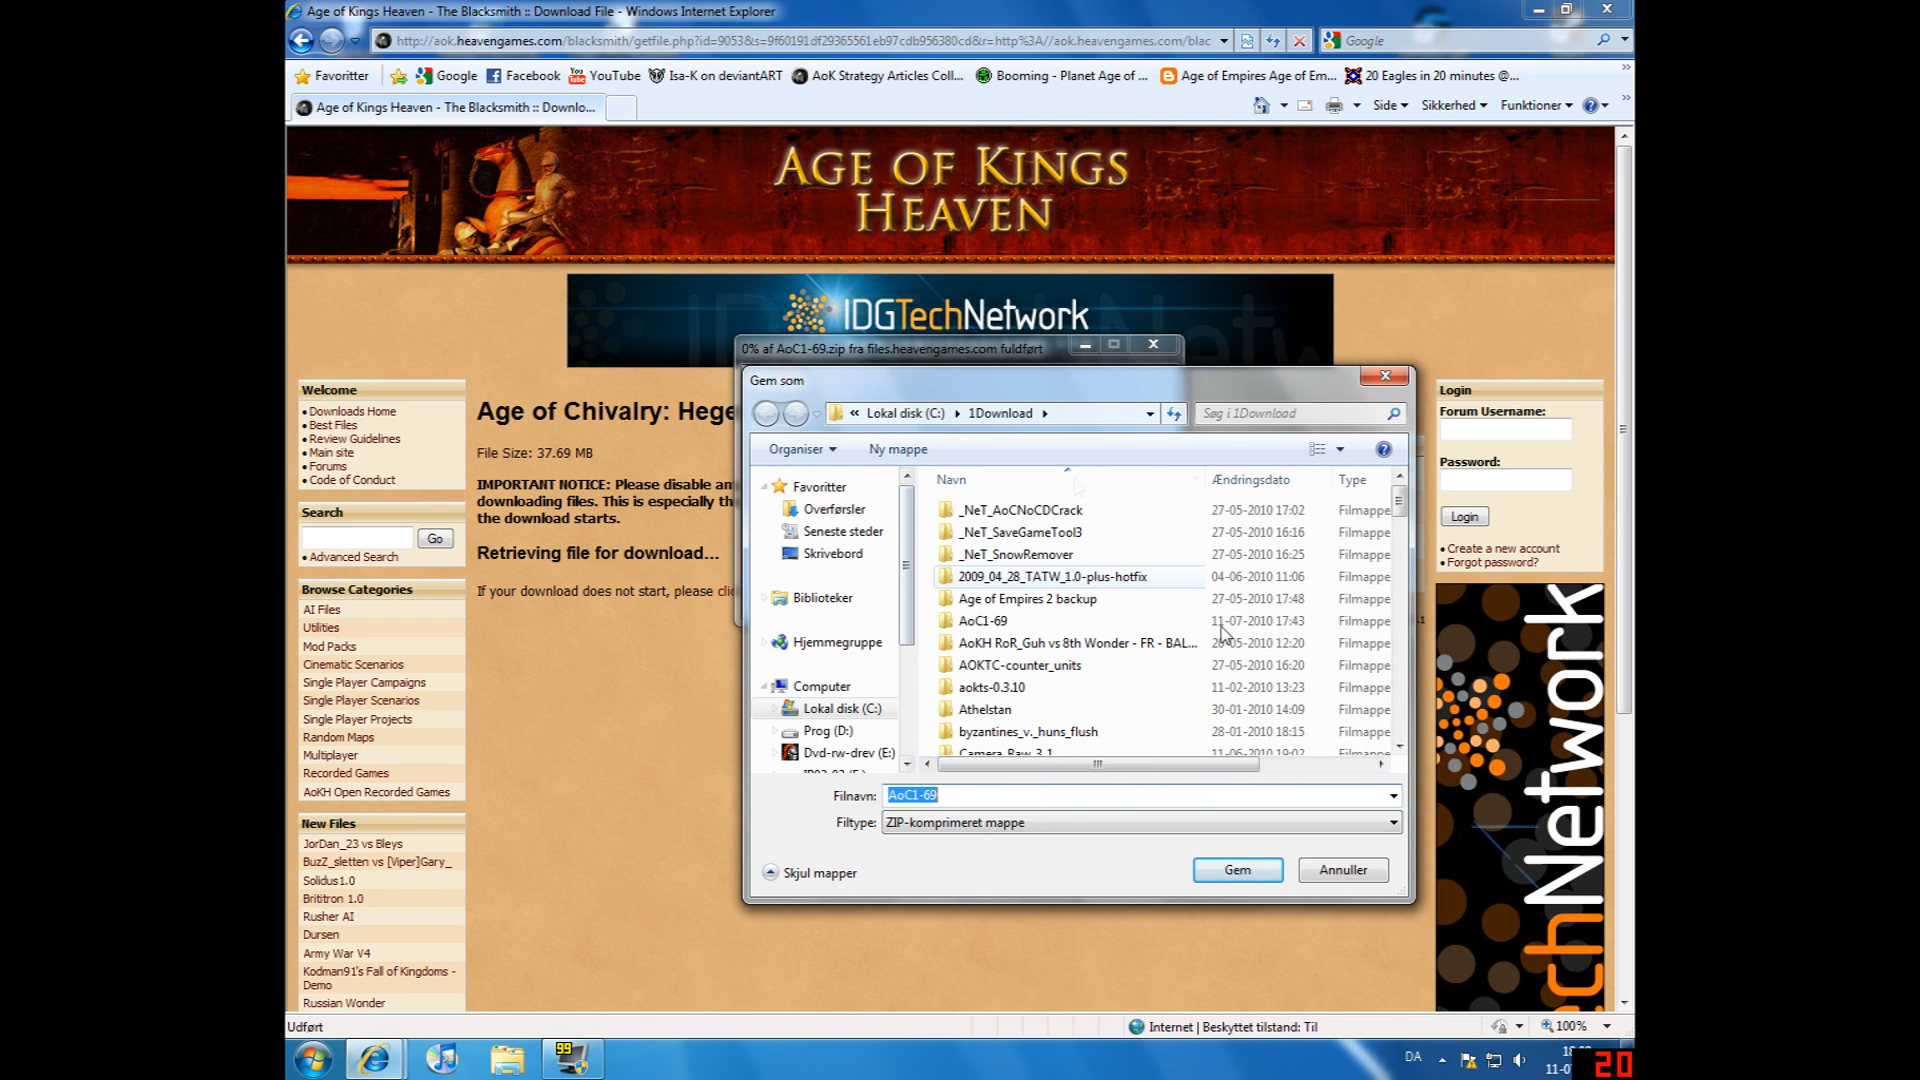 Age of Kings Heaven - The Blacksmith :: Download File - Windows Internet Explorer
http://aok.heavengames.com/blacksmith/getfile.php?id=9053&s=9f60191df29365561eb97cdb956380cd&r=http%3A//aok.heavengames.com/blac
Google
Favoritter
Google
Facebook
YouTube
Isa-K on deviantART
AoK Strategy Articles Coll...
Booming - Planet Age of ...
Age of Empires Age of Em...
20 Eagles in 20 minutes @...
Age of Kings Heaven - The Blacksmith :: Downlo...
Side
Sikkerhed
Funktioner
AGE OF KINGS
HEAVEN
IDGTechNetwork
0% af AoC1-69.zip fra files.heavengames.com fuldført
Welcome
Downloads Home
Best Files
Review Guidelines
Main site
Forums
Code of Conduct
Search
Go
Advanced Search
Browse Categories
AI Files
Utilities
Mod Packs
Cinematic Scenarios
Single Player Campaigns
Single Player Scenarios
Single Player Projects
Random Maps
Multiplayer
Recorded Games
AoKH Open Recorded Games
New Files
JorDan_23 vs Bleys
BuzZ_sletten vs [Viper]Gary_
Solidus1.0
Brititron 1.0
Rusher AI
Dursen
Army War V4
Kodman91's Fall of Kingdoms -
Demo
Russian Wonder
Age of Chivalry: Hege
File Size: 37.69 MB
IMPORTANT NOTICE: Please disable an
downloading files. This is especially th
the download starts.
Retrieving file for download...
If your download does not start, please clic
Gem som
Lokal disk (C:)
1Download
Søg i 1Download
Organiser
Ny mappe
Favoritter
Overførsler
Seneste steder
Skrivebord
Biblioteker
Hjemmegruppe
Computer
Lokal disk (C:)
Prog (D:)
Dvd-rw-drev (E:)
Navn
Ændringsdato
Type
_NeT_AoCNoCDCrack 27-05-2010 17:02 Filmappe
_NeT_SaveGameTool3 27-05-2010 16:16 Filmappe
_NeT_SnowRemover 27-05-2010 16:25 Filmappe
2009_04_28_TATW_1.0-plus-hotfix 04-06-2010 11:06 Filmappe
Age of Empires 2 backup 27-05-2010 17:48 Filmappe
AoC1-69 11-07-2010 17:43 Filmappe
AoKH RoR_Guh vs 8th Wonder - FR - BAL... 12:20 Filmappe
AOKTC-counter_units 27-05-2010 16:20 Filmappe
aokts-0.3.10 11-02-2010 13:23 Filmappe
Athelstan 30-01-2010 14:09 Filmappe
byzantines_v._huns_flush 28-01-2010 18:15 Filmappe
Camera_Raw_3_1 11-06-2010 19:02 Filmappe
Filnavn: AoC1-69
Filtype: ZIP-komprimeret mappe
Skjul mapper
Gem
Annuller
Login
Forum Username:
Password:
Login
Create a new account
Forgot password?
chNetwork
Udført
Internet | Beskyttet tilstand: Til
100%
99
DA
20